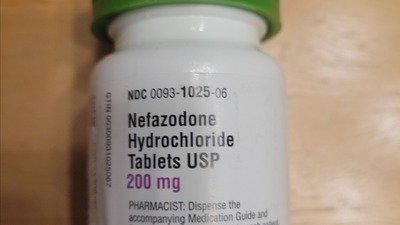 NDC 0093-1025-06
Nefazodone
Hydrochloride
Tablets USP
200 mg
PHARMACIST: Dispense the
accompanying Medication Guide and